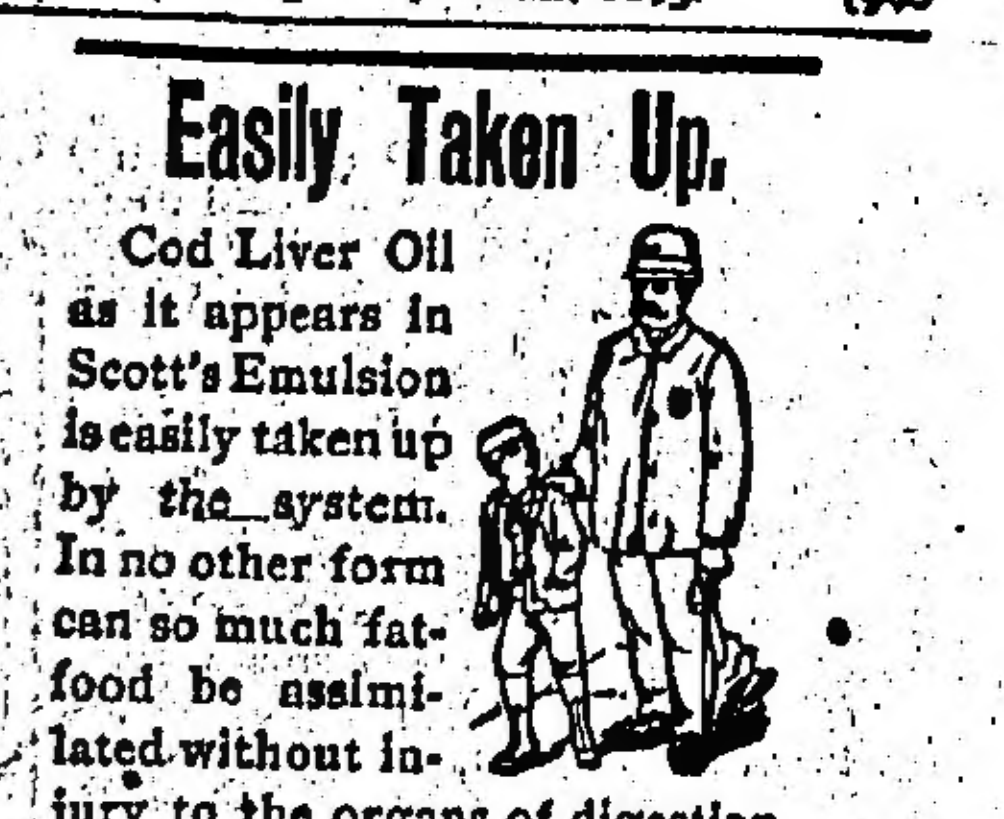 Easily Taken Up.
Cod Liver Oil
as it appears in
Scott's Emulsion
is easily taken up
by the system.
In no other form
can so much fat-
food be assimi-
lated without in-
jury to the organs of digestion